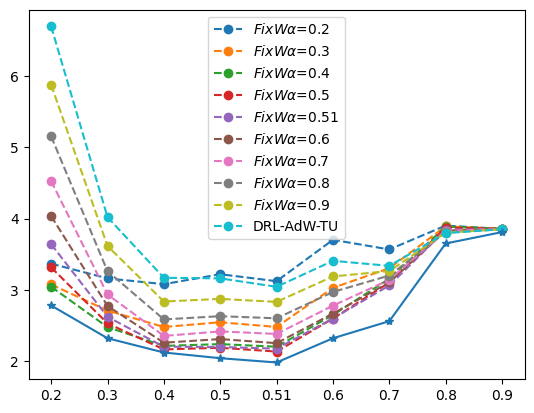 6
5
4
3
2
FixWα=0.2
FixWα=0.3
FixWα=0.4
FixWα=0.5
FixWα=0.51
FixWα=0.6
FixWα=0.7
FixWα=0.8
FixWα=0.9
DRL-AdW-TU
0.2 0.3 0.4 0.5 0.51 0.6 0.7 0.8 0.9